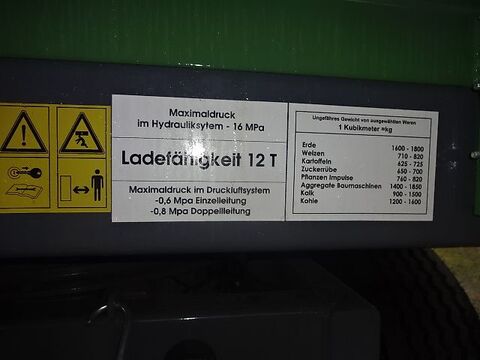 Maximaldruck
im Hydrauliksytem - 16 MPa
Ladefähigkeit 12 T
Maximaldruck im Druckluftsystem
-0,6 Mpa Einzelleitung
-0,8 Mpa Doppelleitung
Ungefähres Gewicht von ausgewählten Waren
1 Kubikmeter =kg
Erde 1600 - 1800
Weizen 710 - 820
Kartoffeln 625 - 725
Zuckerrübe 650 - 700
Pflanzen Impulse 760 - 820
Aggregate Baumaschinen 1400 - 1850
Kalk 900 - 1500
Kohle 1200 - 1600